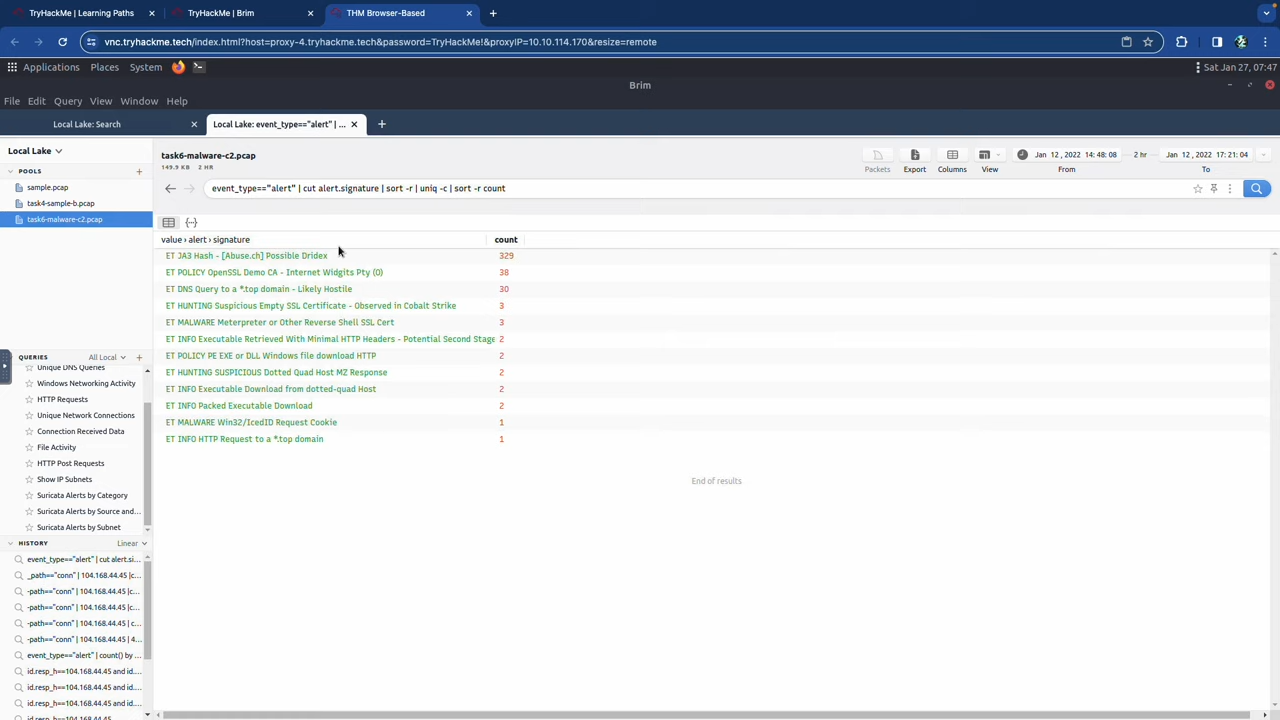 TryHackMe | Learning Paths
TryHackMe | Brim
THM Browser-Based
vnc.tryhackme.tech/index.html?host=proxy-4.tryhackme.tech&password=TryHackMe!&proxyIP=10.10.114.170&resize=remote
Applications Places System
Sat Jan 27, 07:47
Brim
File Edit Query View Window Help
Local Lake: Search
Local Lake: event_type=="alert" | ...
Local Lake
POOLS
sample.pcap
task4-sample-b.pcap
task6-malware-c2.pcap
QUERIES All Local
Unique DNS Queries
Windows Networking Activity
HTTP Requests
Unique Network Connections
Connection Received Data
File Activity
HTTP Post Requests
Show IP Subnets
Suricata Alerts by Category
Suricata Alerts by Source and...
Suricata Alerts by Subnet
HISTORY Linear
event_type=="alert" | cut alert.si...
_path=="conn" | 104.168.44.45 |c...
-path=="conn" | 104.168.44.45 |c...
-path=="conn" | 104.168.44.45 |c...
-path=="conn" | 104.168.44.45 | c...
-path=="conn" | 104.168.44.45 | 4...
event_type=="alert" | count() by ...
id.resp_h==104.168.44.45 and id....
id.resp_h==104.168.44.45 and id....
id.resp_h==104.168.44.45 and id....
id.resp_h==104.168.44.45
task6-malware-c2.pcap
149.9 KB 2 HR
Packets Export Columns View
Jan 12 , 2022 14:48:08 2 hr Jan 12 , 2022 17:21:04
From To
event_type=="alert" | cut alert.signature | sort -r | uniq -c | sort -r count
value › alert › signature count
ET JA3 Hash - [Abuse.ch] Possible Dridex 329
ET POLICY OpenSSL Demo CA - Internet Widgits Pty (O) 38
ET DNS Query to a *.top domain - Likely Hostile 30
ET HUNTING Suspicious Empty SSL Certificate - Observed in Cobalt Strike 3
ET MALWARE Meterpreter or Other Reverse Shell SSL Cert 3
ET INFO Executable Retrieved With Minimal HTTP Headers - Potential Second Stage 2
ET POLICY PE EXE or DLL Windows file download HTTP 2
ET HUNTING SUSPICIOUS Dotted Quad Host MZ Response 2
ET INFO Executable Download from dotted-quad Host 2
ET INFO Packed Executable Download 2
ET MALWARE Win32/IcedID Request Cookie 1
ET INFO HTTP Request to a *.top domain 1
End of results